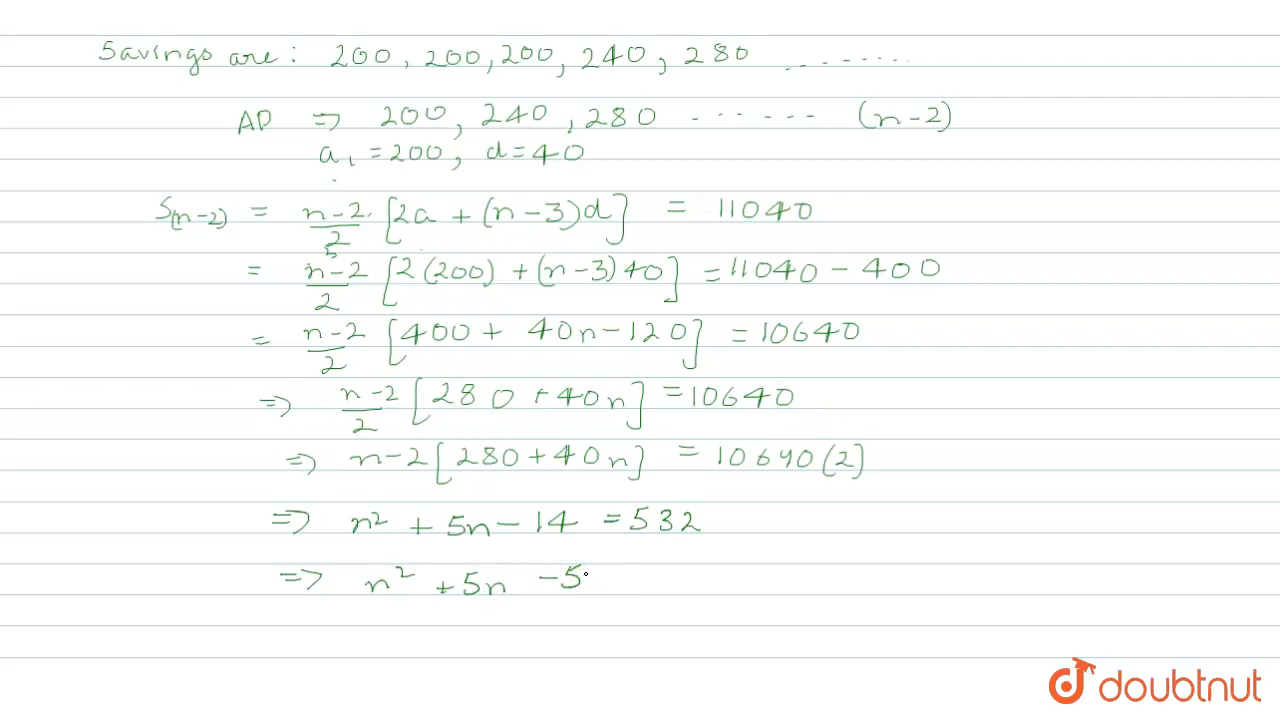 Savings are : 200, 200, 200, 240, 280 ........
AP => 200, 240, 280 ....... (n-2)
a₁ = 200, d = 40
S(n-2) = n-2/2 [2a + (n-3)d] = 11040
= n-2/2 [2(200) + (n-3)40] = 11040 - 400
= n-2/2 [400 + 40n - 120] = 10640
=> n-2/2 [280 + 40n] = 10640
=> n-2 [280 + 40n] = 10640(2)
=> n² + 5n - 14 = 532
=> n² + 5n - 5
doubtnut